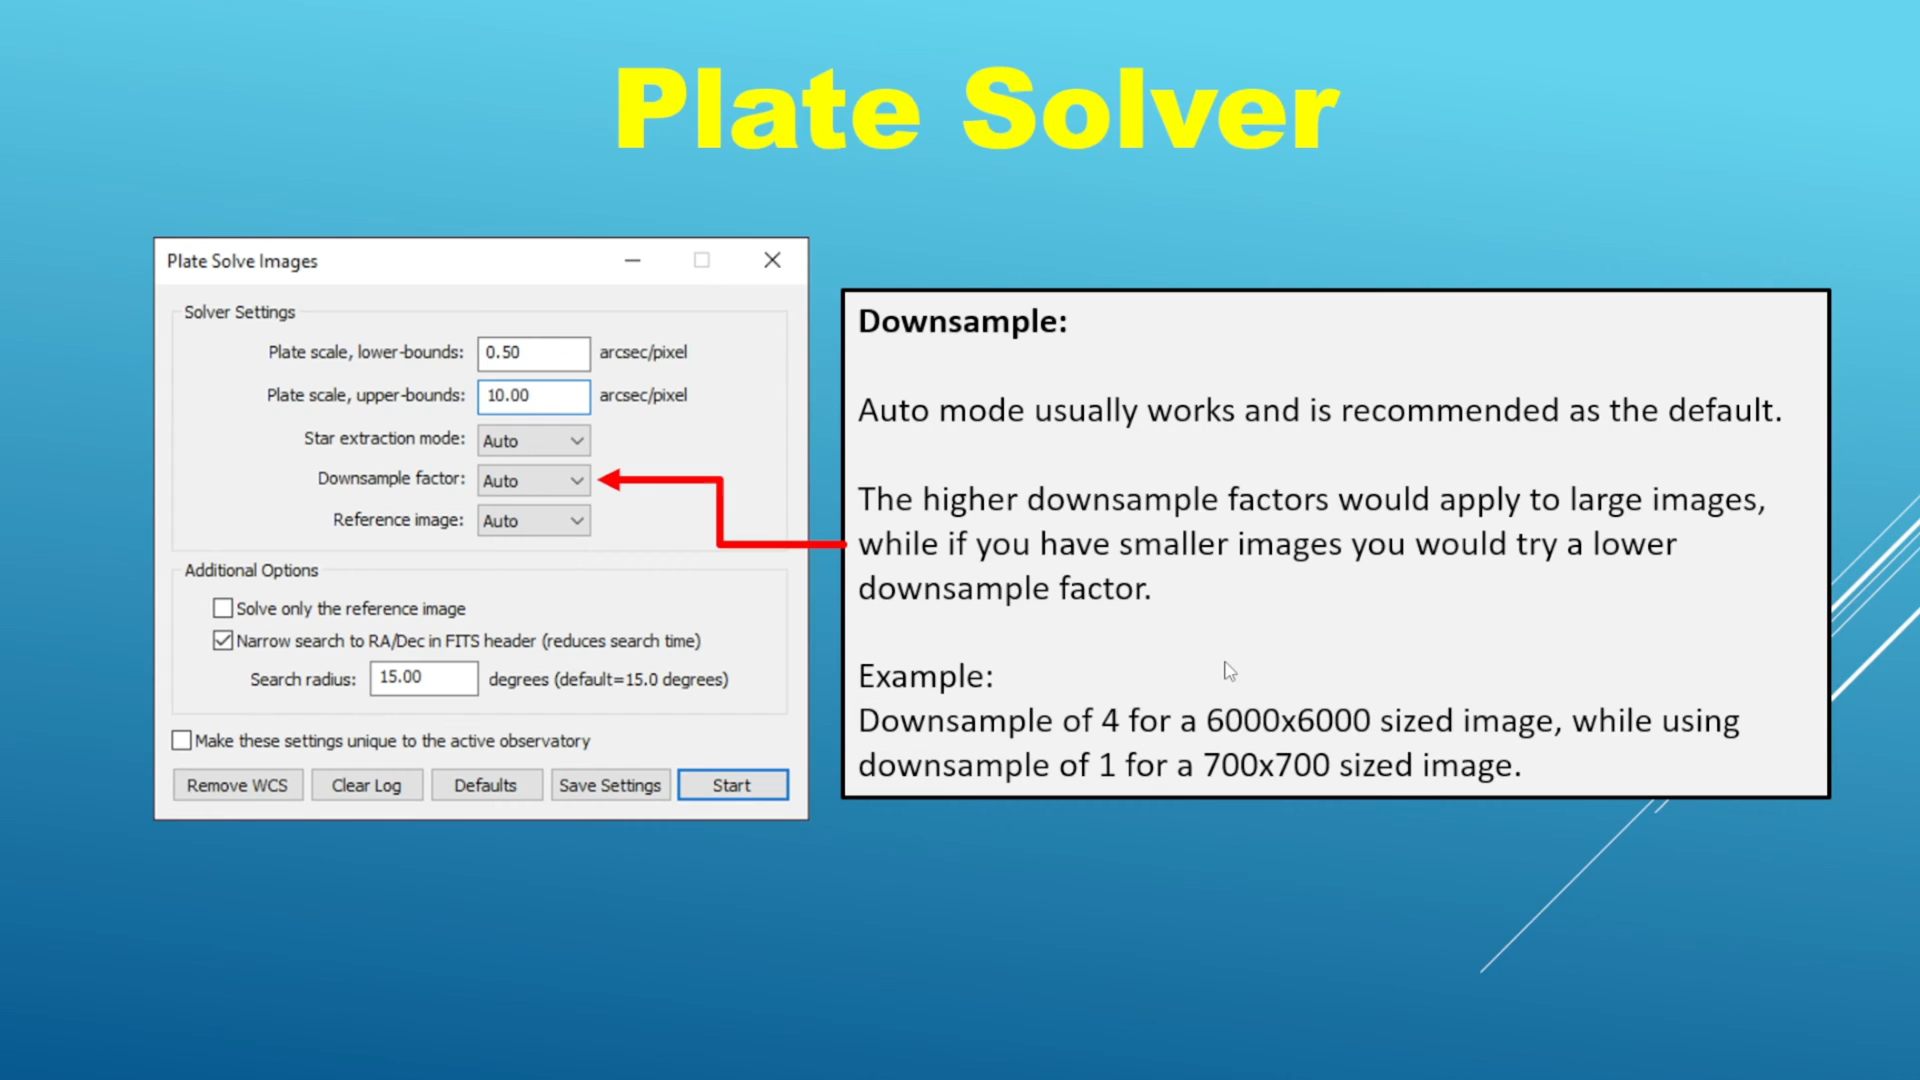 Plate Solver
Plate Solve Images
Solver Settings
Plate scale, lower-bounds: 0.50 arcsec/pixel
Plate scale, upper-bounds: 10.00 arcsec/pixel
Star extraction mode: Auto
Downsample factor: Auto
Reference image: Auto
Additional Options
Solve only the reference image
Narrow search to RA/Dec in FITS header (reduces search time)
Search radius: 15.00 degrees (default=15.0 degrees)
Make these settings unique to the active observatory
Remove WCS Clear Log Defaults Save Settings Start
Downsample:
Auto mode usually works and is recommended as the default.
The higher downsample factors would apply to large images,
while if you have smaller images you would try a lower
downsample factor.
Example:
Downsample of 4 for a 6000x6000 sized image, while using
downsample of 1 for a 700x700 sized image.